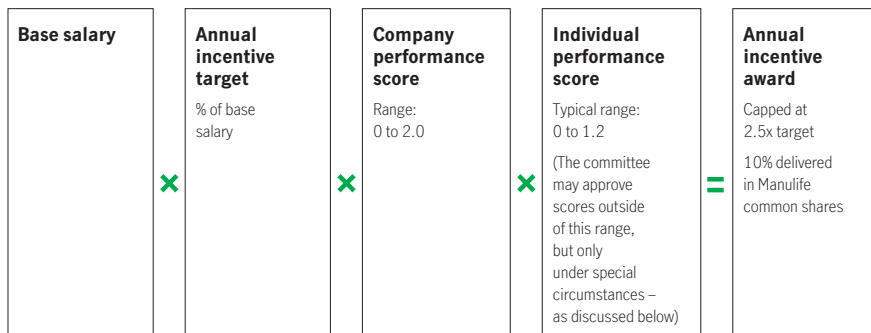 Base salary
×
Annual
incentive
target
% of base
salary
×
Company
performance
score
Range:
0 to 2.0
×
Individual
performance
score
Typical range:
0 to 1.2
(The committee
may approve
scores outside
of this range,
but only
under special
circumstances –
as discussed below)
=
Annual
incentive
award
Capped at
2.5x target
10% delivered
in Manulife
common shares